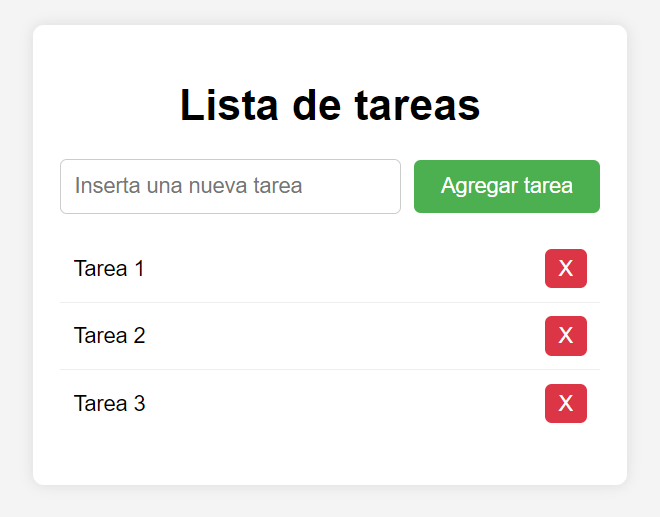 Lista de tareas
Inserta una nueva tarea
Agregar tarea
Tarea 1
X
Tarea 2
X
Tarea 3
X